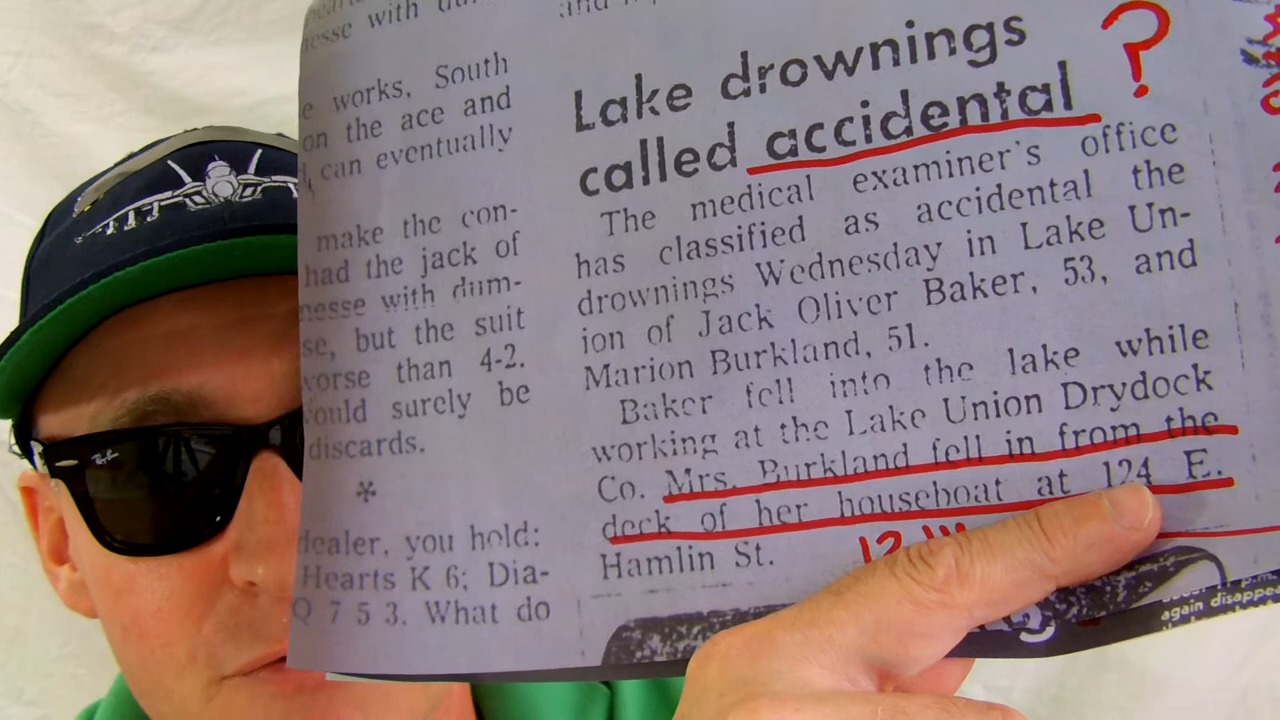 esse with
e works, South
on the ace and
can eventually
make the con-
had the jack of
nesse with dum-
se, but the suit
vorse than 4-2.
ould surely be
discards.
*
dealer, you hold:
Hearts K 6; Dia-
Q 7 5 3. What do
Lake drownings
called accidental ?
The medical examiner's office
has classified as accidental the
drownings Wednesday in Lake Un-
ion of Jack Oliver Baker, 53, and
Marion Burkland, 51.
Baker fell into the lake while
working at the Lake Union Drydock
Co. Mrs. Burkland fell in from the
deck of her houseboat at 124 E.
Hamlin St.
12
p.m.
again disappe
Ray-Ban